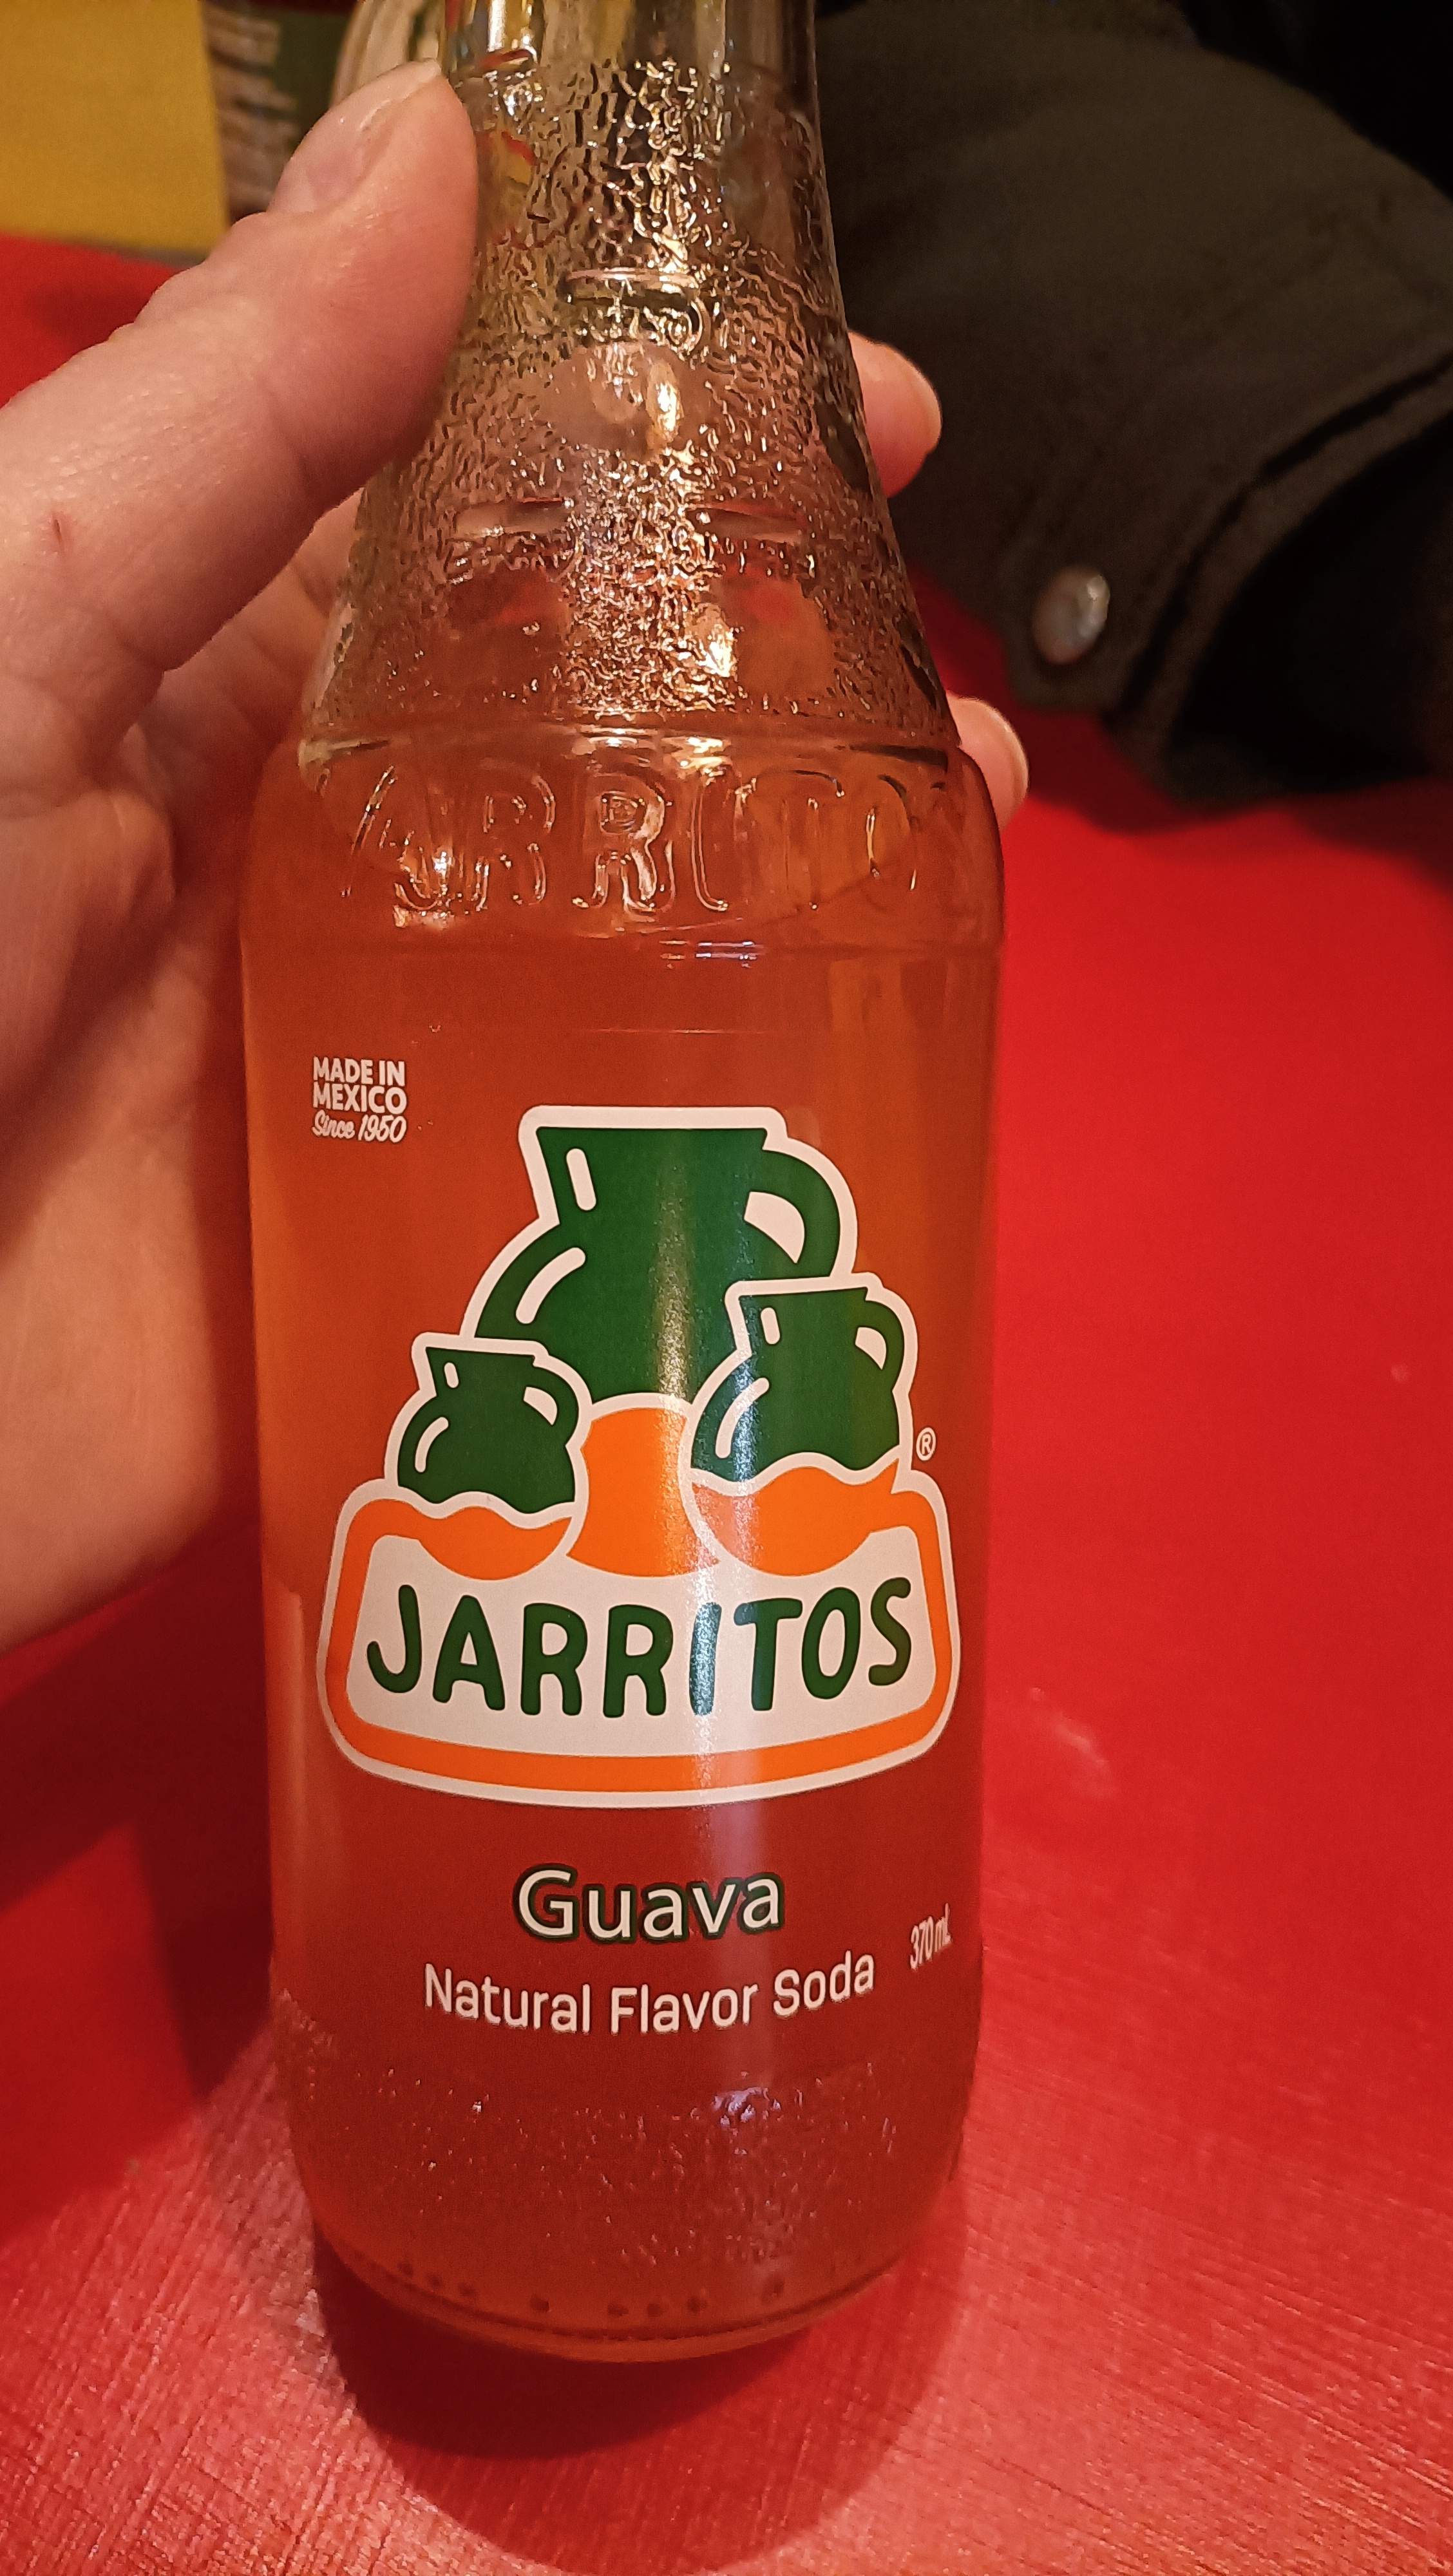 JARRITOS
MADE IN
MEXICO
Since 1950
®
JARRITOS
Guava
370 mL
Natural Flavor Soda